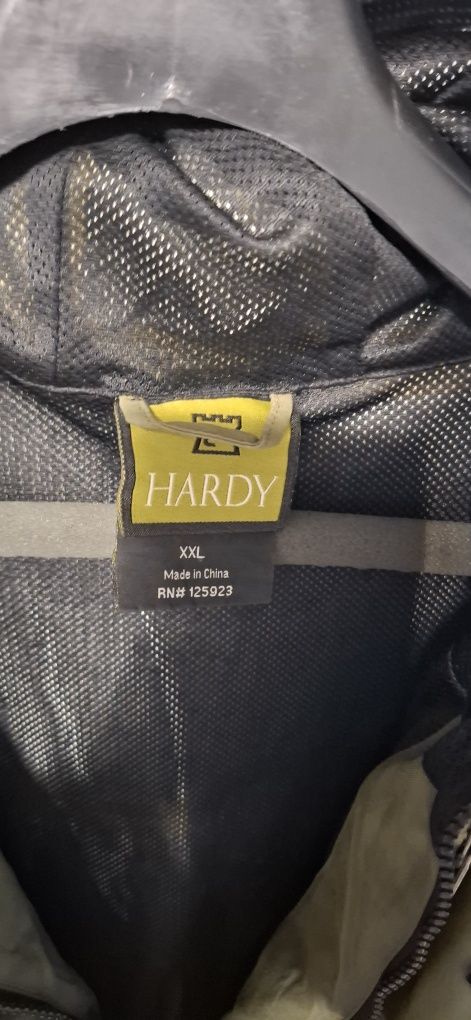 HARDY
XXL
Made in China
RN# 125923